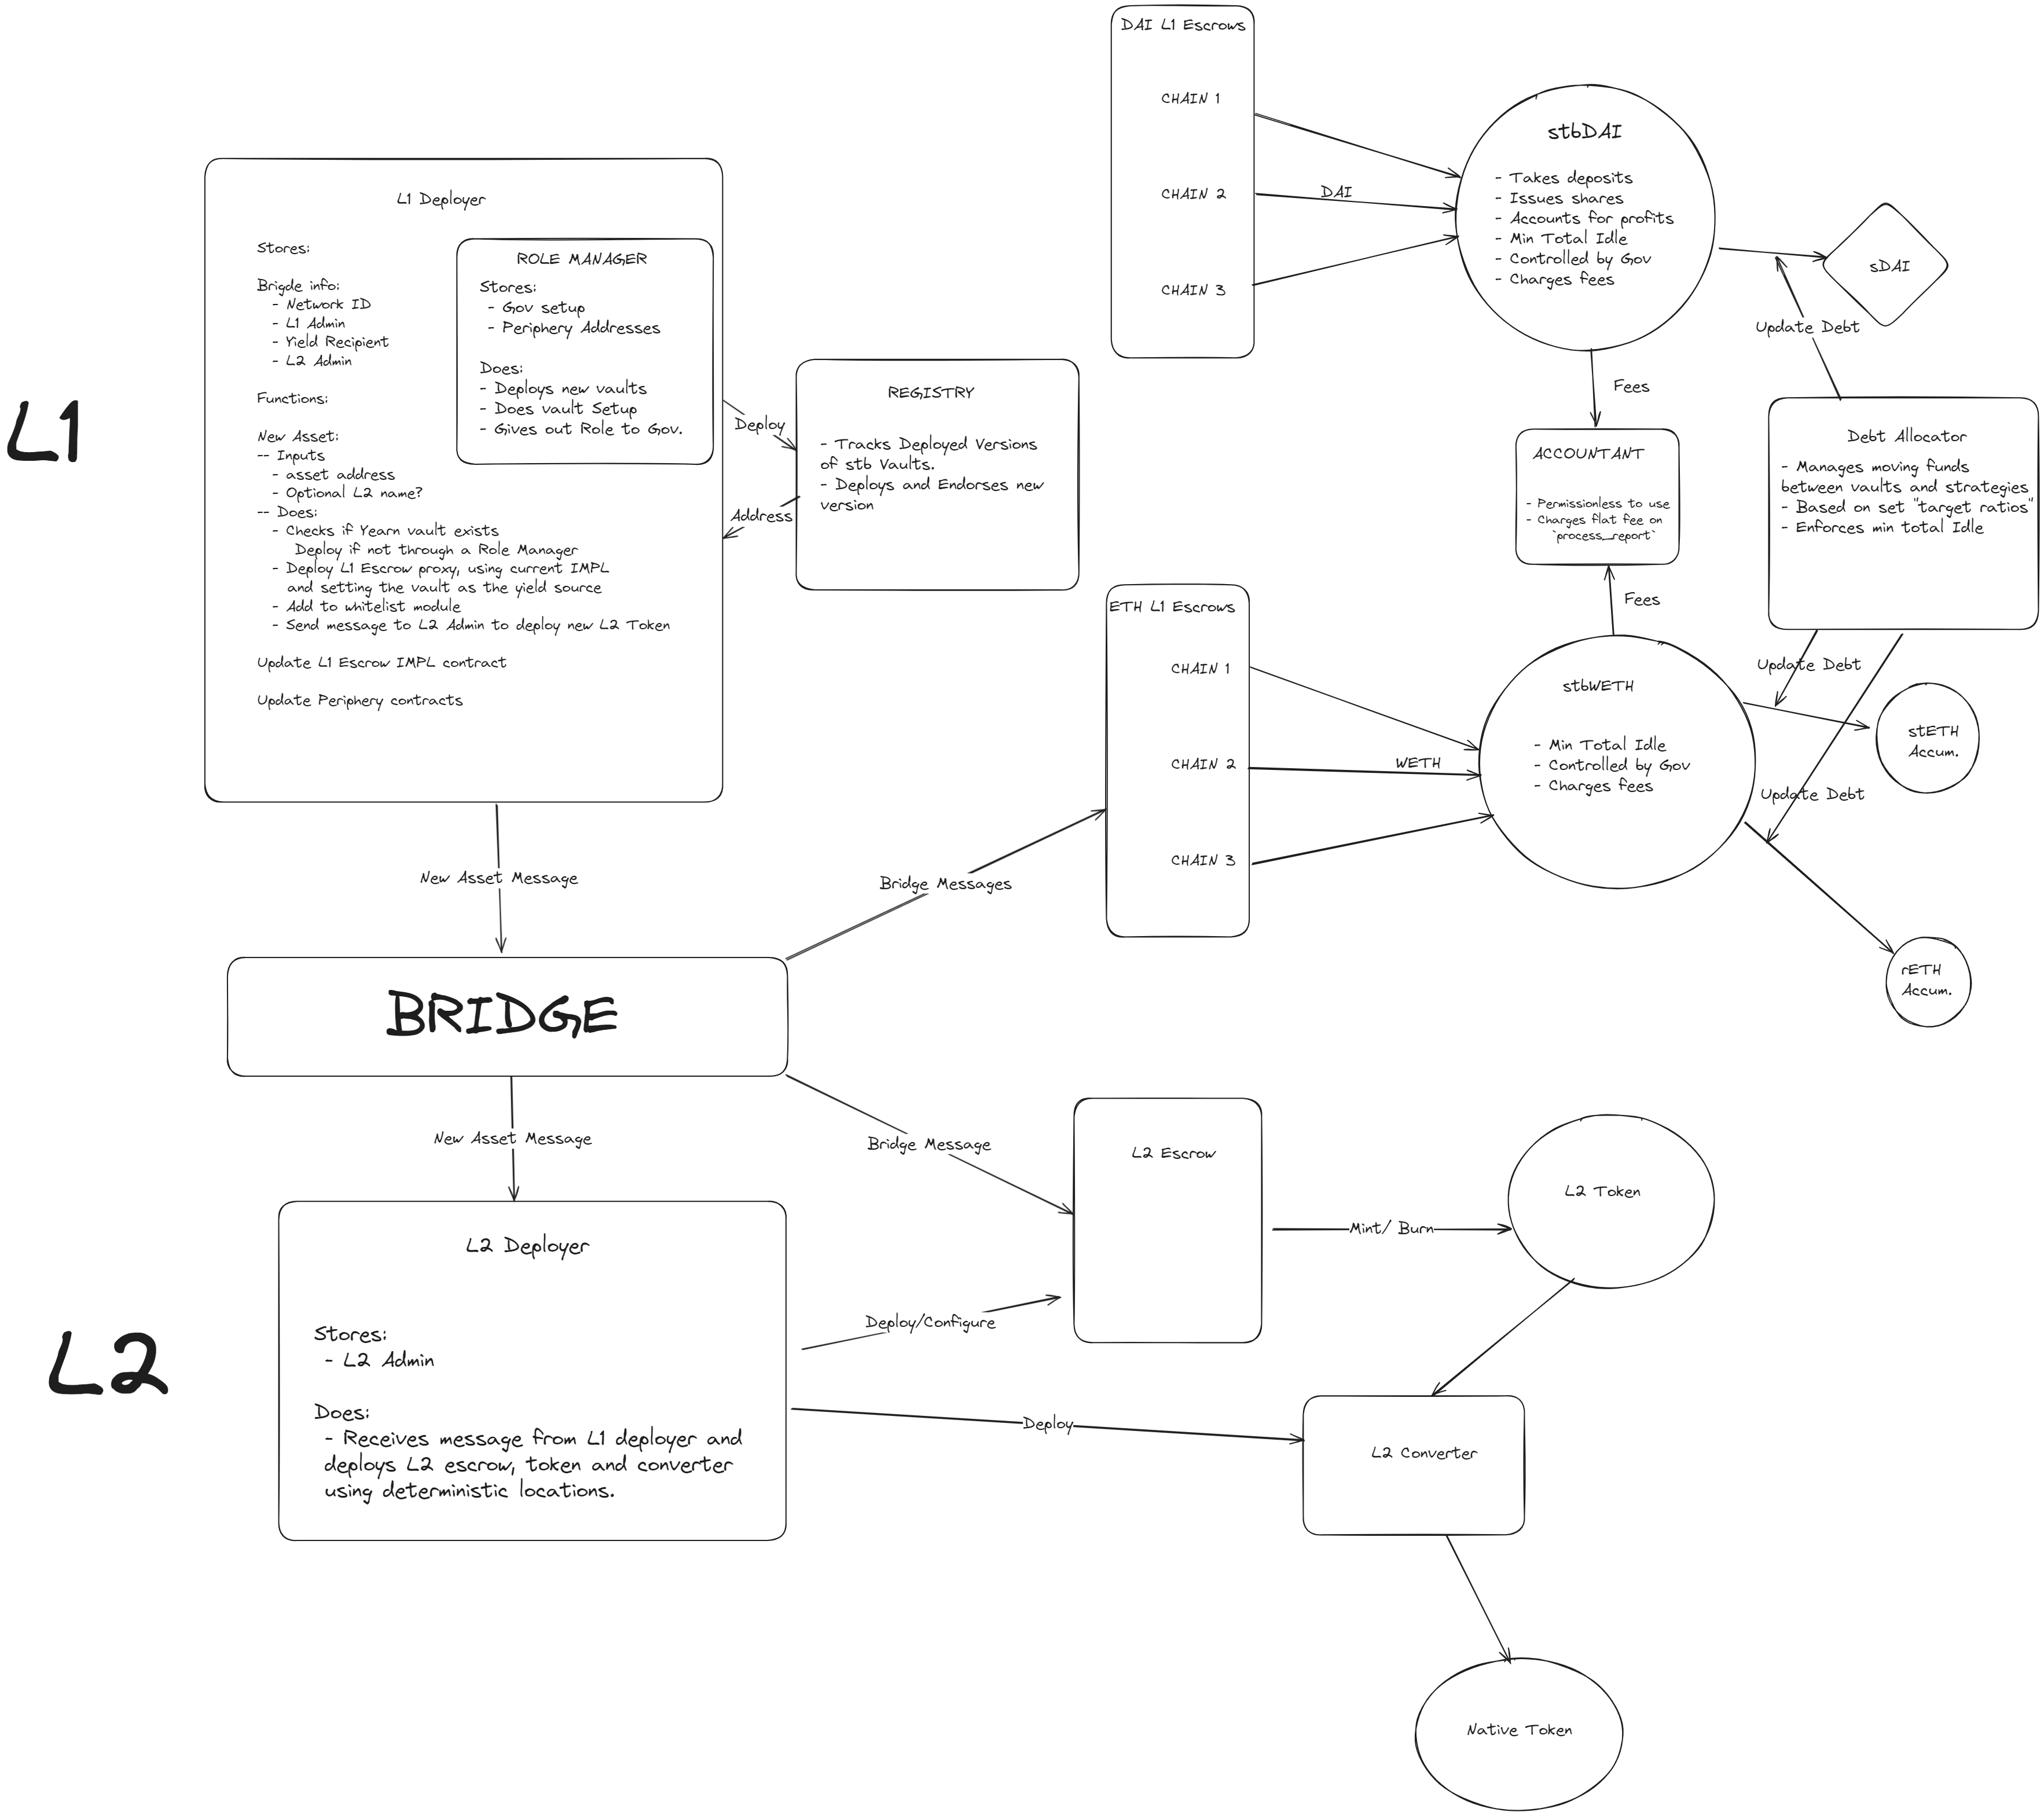 L1
L1 Deployer
Stores:
Brigde info:
- Network ID
- L1 Admin
- Yield Recipient
- L2 Admin
Functions:
New Asset:
-- Inputs
- asset address
- Optional L2 name?
-- Does:
- Checks if Yearn vault exists
Deploy if not through a Role Manager
- Deploy L1 Escrow proxy, using current IMPL
and setting the vault as the yield source
- Add to whitelist module
- Send message to L2 Admin to deploy new L2 Token
Update L1 Escrow IMPL contract
Update Periphery contracts
ROLE MANAGER
Stores:
- Gov setup
- Periphery Addresses
Does:
- Deploys new vaults
- Does vault Setup
- Gives out Role to Gov.
Deploy
Address
REGISTRY
- Tracks Deployed Versions
of stb Vaults.
- Deploys and Endorses new
version
DAI L1 Escrows
CHAIN 1
CHAIN 2
CHAIN 3
DAI
stbDAI
- Takes deposits
- Issues shares
- Accounts for profits
- Min Total Idle
- Controlled by Gov
- Charges fees
sDAI
Update Debt
Fees
ACCOUNTANT
- Permissionless to use
- Charges flat fee on
`process_report`
Fees
Debt Allocator
- Manages moving funds
between vaults and strategies
- Based on set "target ratios"
- Enforces min total Idle
ETH L1 Escrows
CHAIN 1
CHAIN 2
CHAIN 3
WETH
stbWETH
- Min Total Idle
- Controlled by Gov
- Charges fees
Update Debt
Update Debt
stETH
Accum.
rETH
Accum.
New Asset Message
Bridge Messages
BRIDGE
New Asset Message
Bridge Message
L2
L2 Deployer
Stores:
- L2 Admin
Does:
- Receives message from L1 deployer and
deploys L2 escrow, token and converter
using deterministic locations.
Deploy/Configure
Deploy
L2 Escrow
Mint/ Burn
L2 Token
L2 Converter
Native Token